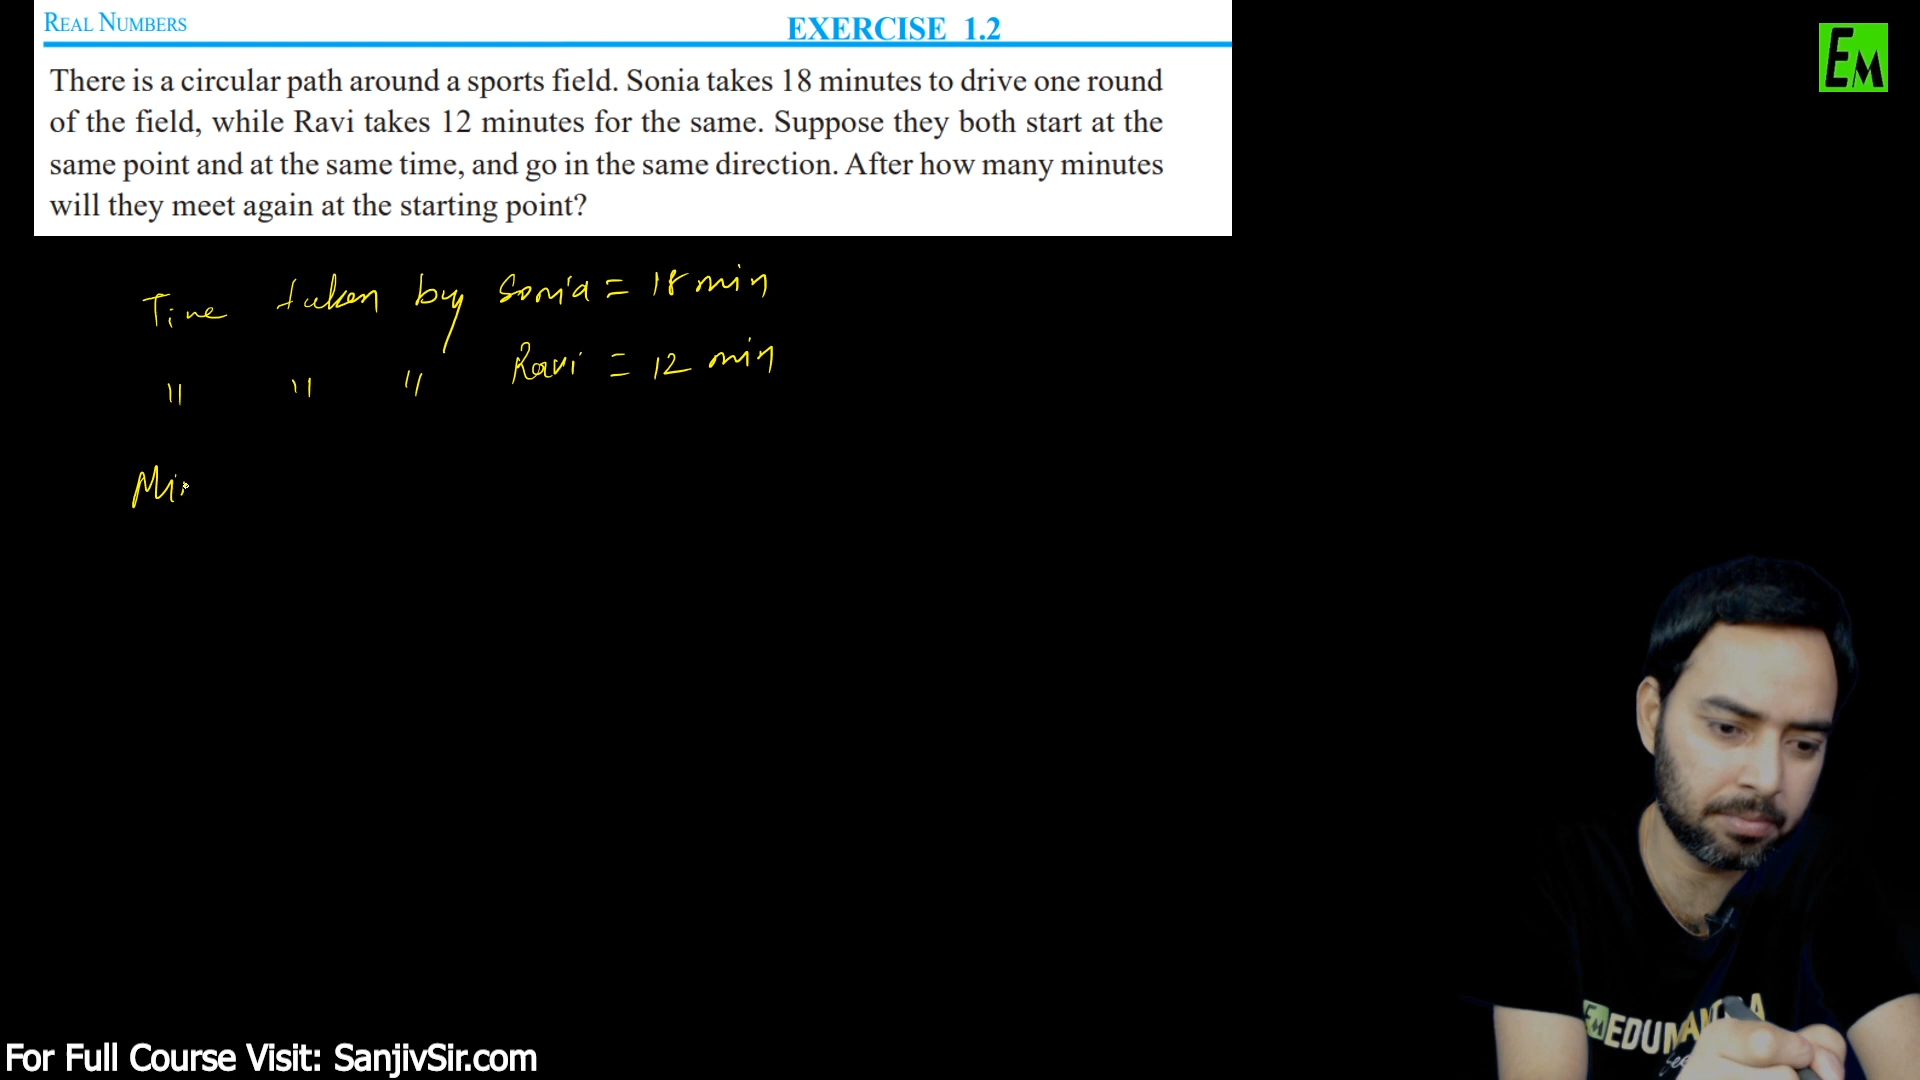 REAL NUMBERS
EXERCISE 1.2
There is a circular path around a sports field. Sonia takes 18 minutes to drive one round
of the field, while Ravi takes 12 minutes for the same. Suppose they both start at the
same point and at the same time, and go in the same direction. After how many minutes
will they meet again at the starting point?
Time taken by Sonia = 18 min
" " " Ravi = 12 min
Mi
EM
EM EDUMANTRA
See
For Full Course Visit: SanjivSir.com